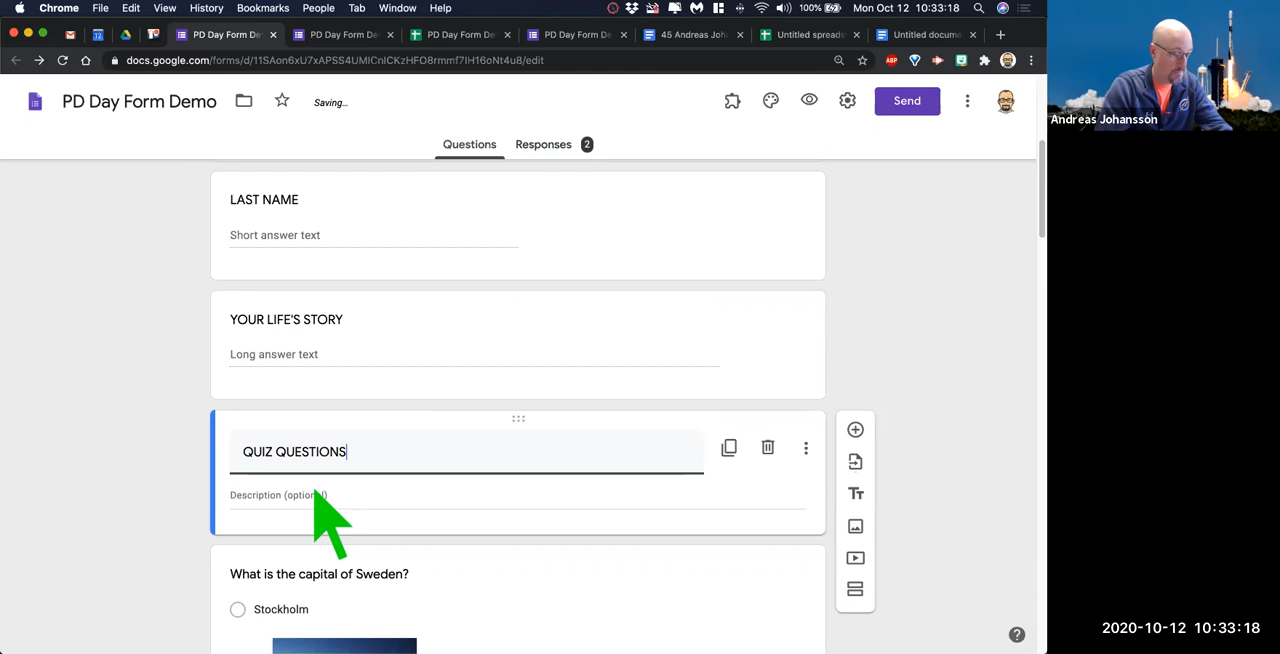 Chrome File Edit View History Bookmarks People Tab Window Help 100% Mon Oct 12 10:33:18
PD Day Form De PD Day Form De PD Day Form De PD Day Form De 45 Andreas Joha Untitled spreads Untitled docume
docs.google.com/forms/d/11SAon6xU7xAPSS4UMICnICKzHFO8rmmf7IH16oNt4u8/edit
PD Day Form Demo Saving... Send
Andreas Johansson
Questions Responses 2
LAST NAME
Short answer text
YOUR LIFE'S STORY
Long answer text
QUIZ QUESTIONS
Description (optional)
What is the capital of Sweden?
Stockholm
2020-10-12 10:33:18